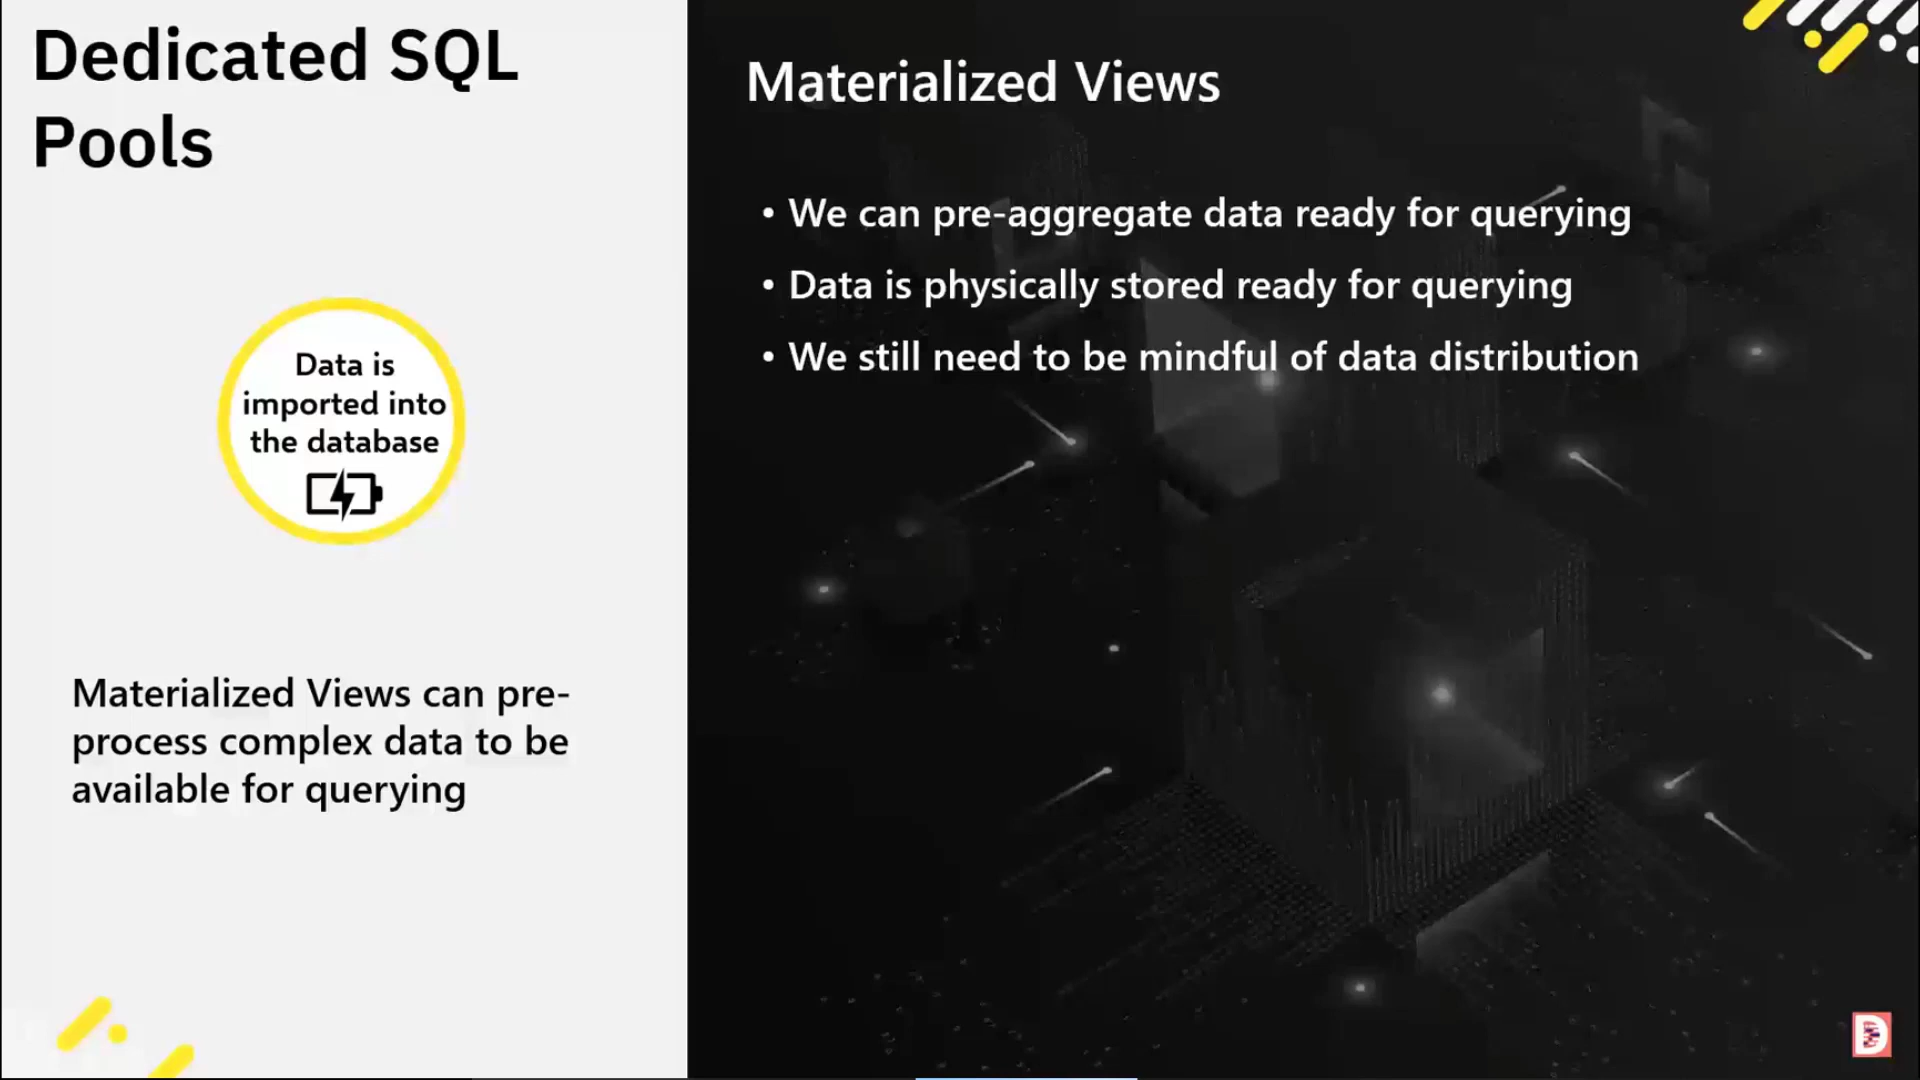 Dedicated SQL
Pools
Data is
imported into
the database
Materialized Views can pre-
process complex data to be
available for querying
Materialized Views
• We can pre-aggregate data ready for querying
• Data is physically stored ready for querying
• We still need to be mindful of data distribution
D